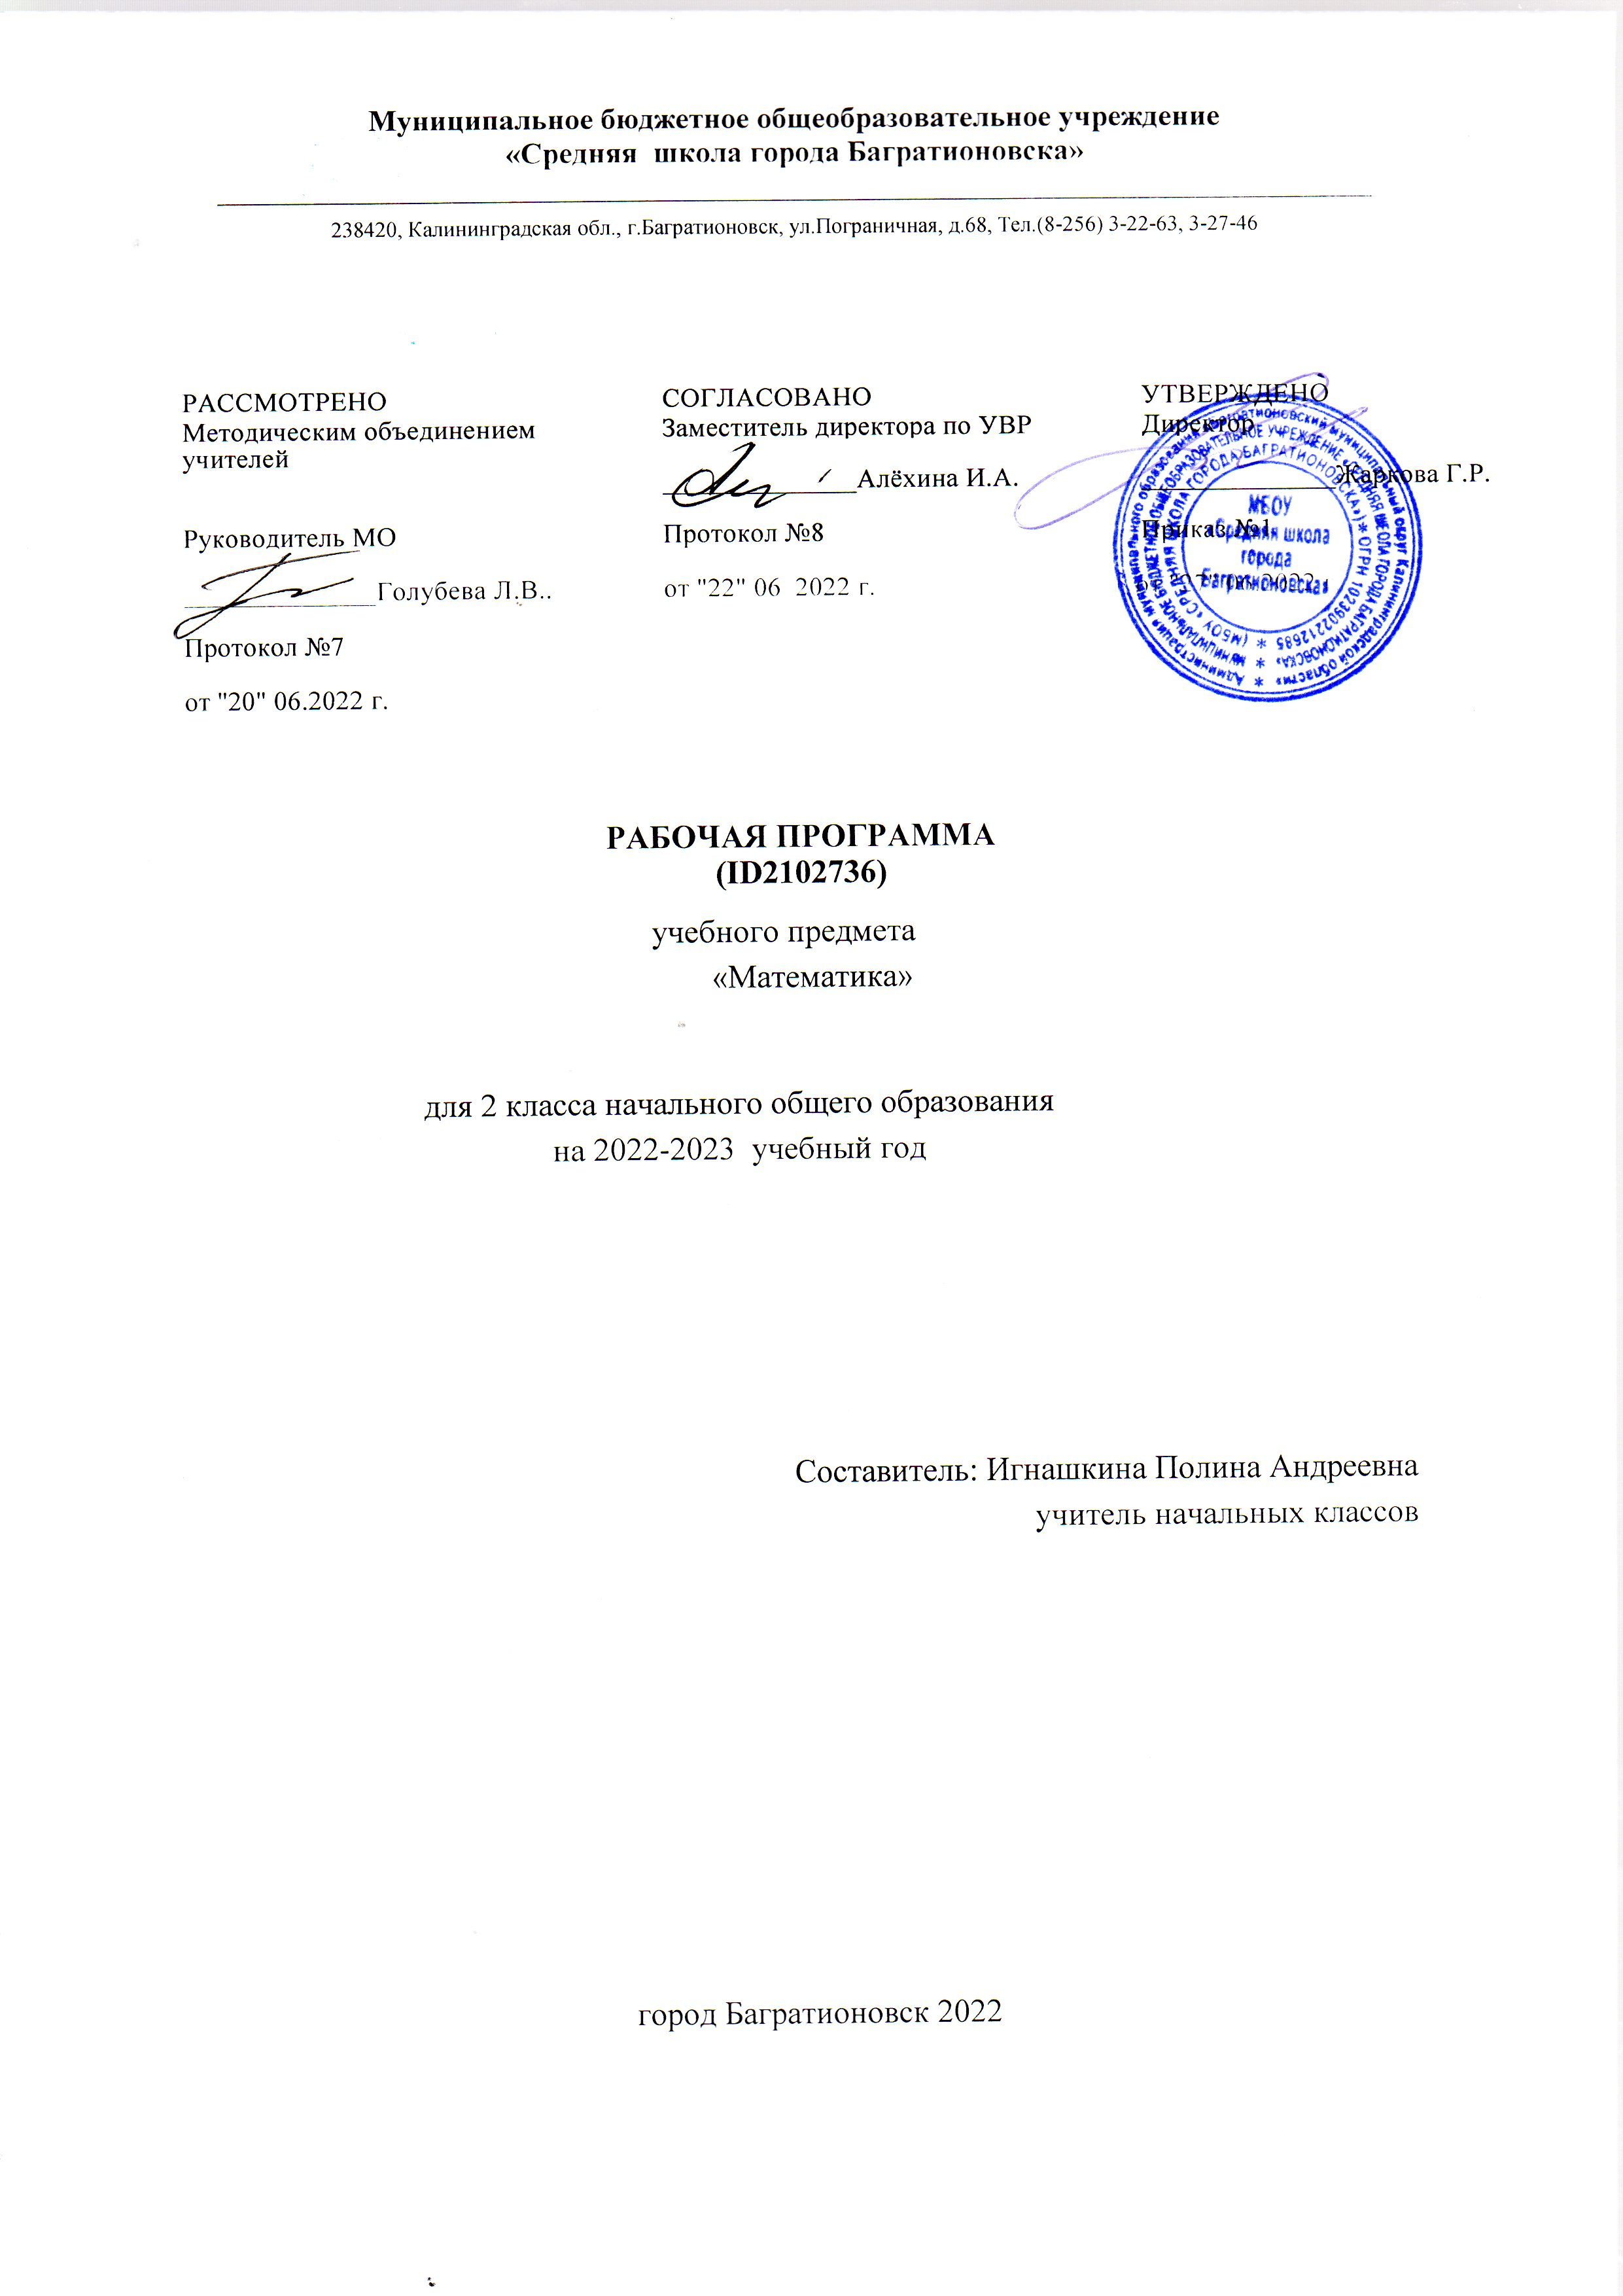 Муниципальное бюджетное общеобразовательное учреждение
«Средняя школа города Багратионовска»
238420, Калининградская обл., г.Багратионовск, ул.Пограничная, д.68, Тел.(8-256) 3-22-63, 3-27-46
РАССМОТРЕНО
Методическим объединением
учителей
Руководитель МО
Голубева Л.В..
Протокол №7
от "20" 06.2022 г.
СОГЛАСОВАНО
Заместитель директора по УВР
Алёхина И.А.
Протокол №8
от "22" 06 2022 г.
УТВЕРЖДЕНО
Директор
Жаркова Г.Р.
Приказ №1
МБОУ
Средняя школа
города
Багратионовска»
РАБОЧАЯ ПРОГРАММА
(ID2102736)
учебного предмета
«Математика»
для 2 класса начального общего образования
на 2022-2023 учебный год
Составитель: Игнашкина Полина Андреевна
учитель начальных классов
город Багратионовск 2022